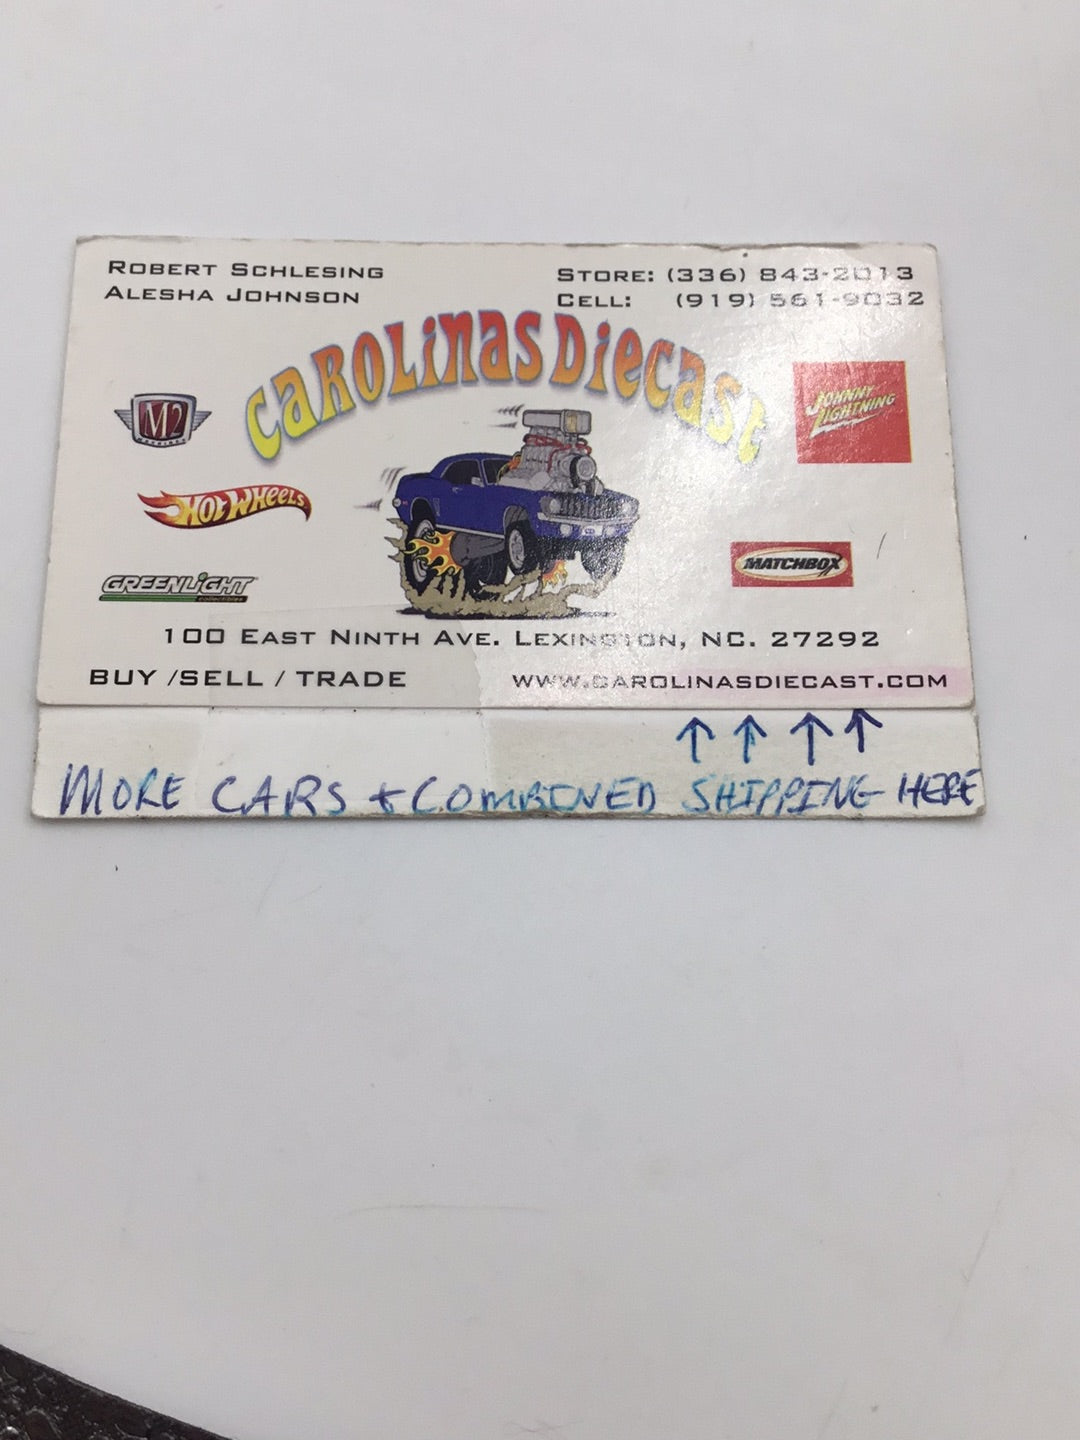 ROBERT SCHLESING
ALESHA JOHNSON
STORE: (336) 843-2013
CELL: (919) 561-9032
CAROLINAS DIECAST
M2
MACHINES
JOHNNY
LIGHTNING
HOT WHEELS
MATCHBOX
GREENLIGHT
collectibles
100 EAST NINTH AVE. LEXINGTON, NC. 27292
BUY /SELL / TRADE
WWW.CAROLINASDIECAST.COM
↑ ↑ ↑ ↑
MORE CARS + COMBINED SHIPPING HERE